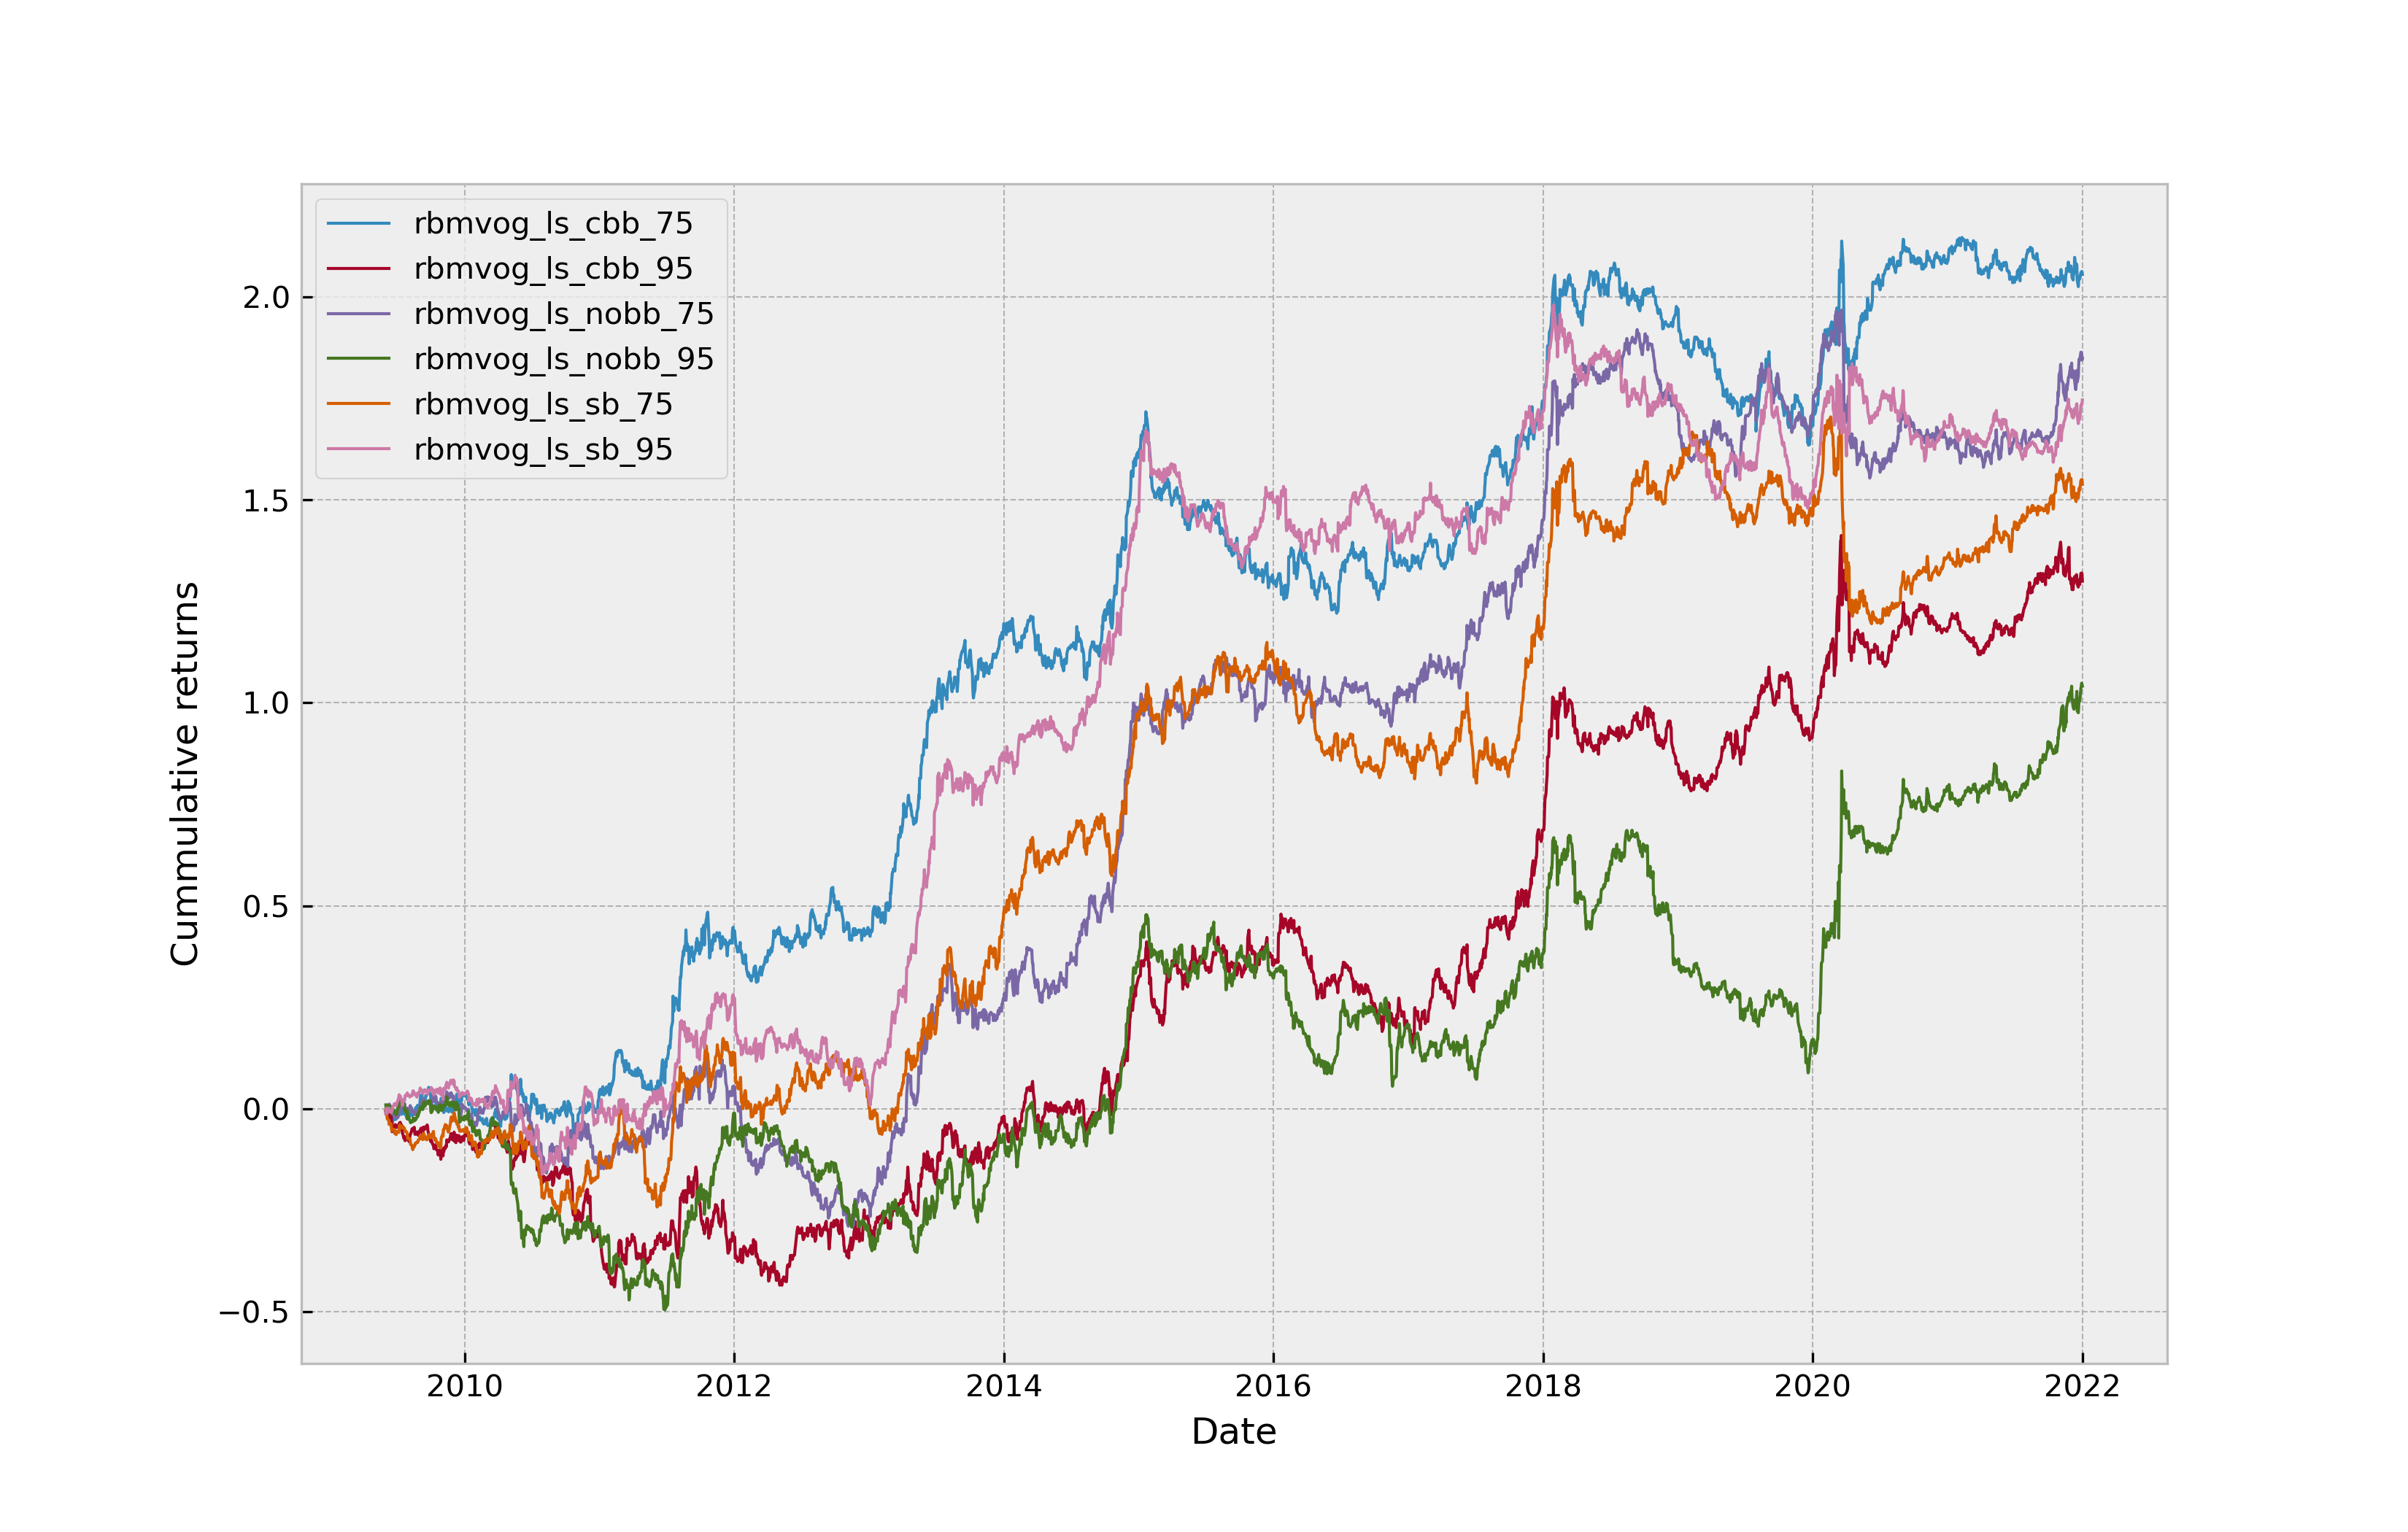 rbmvog_ls_cbb_75
rbmvog_ls_cbb_95
rbmvog_ls_nobb_75
rbmvog_ls_nobb_95
rbmvog_ls_sb_75
rbmvog_ls_sb_95
Cummulative returns
2.0
1.5
1.0
0.5
0.0
−0.5
2010 2012 2014 2016 2018 2020 2022
Date